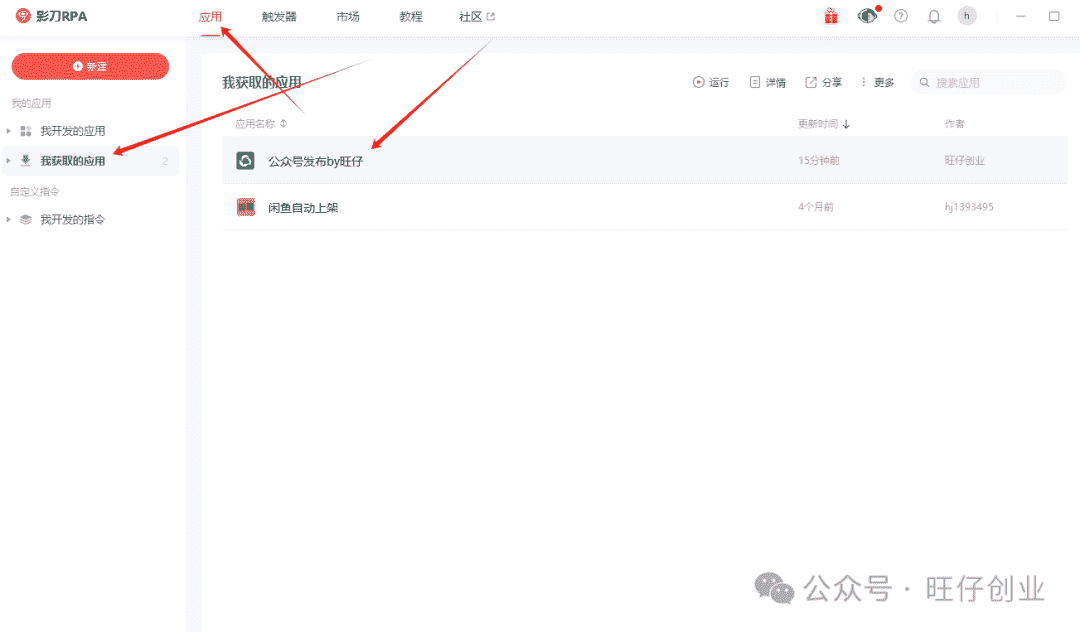 影刀RPA 应用 触发器 市场 教程 社区 h
新建
我的应用
我开发的应用
我获取的应用 2
自定义指令
我开发的指令
我获取的应用 运行 详情 分享 更多 搜索应用
应用名称 更新时间 作者
公众号发布by旺仔 15分钟前 旺仔创业
闲鱼自动上架 4个月前 hj1393495
公众号 · 旺仔创业